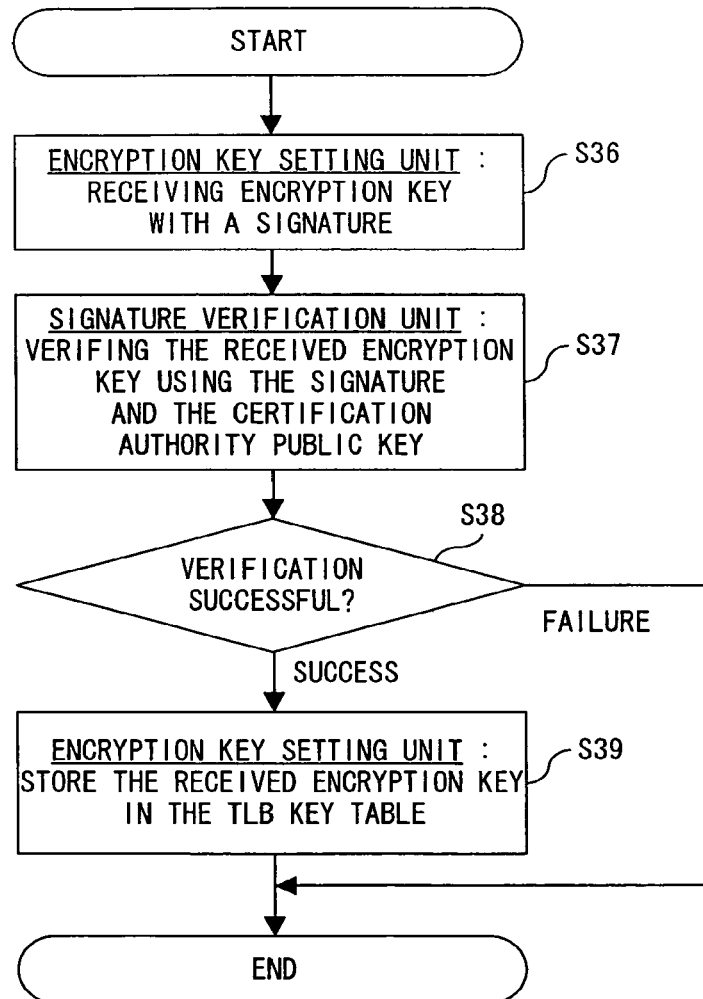 START
ENCRYPTION KEY SETTING UNIT :
RECEIVING ENCRYPTION KEY
WITH A SIGNATURE
S36
SIGNATURE VERIFICATION UNIT :
VERIFING THE RECEIVED ENCRYPTION
KEY USING THE SIGNATURE
AND THE CERTIFICATION
AUTHORITY PUBLIC KEY
S37
S38
VERIFICATION
SUCCESSFUL?
FAILURE
SUCCESS
ENCRYPTION KEY SETTING UNIT :
STORE THE RECEIVED ENCRYPTION KEY
IN THE TLB KEY TABLE
S39
END